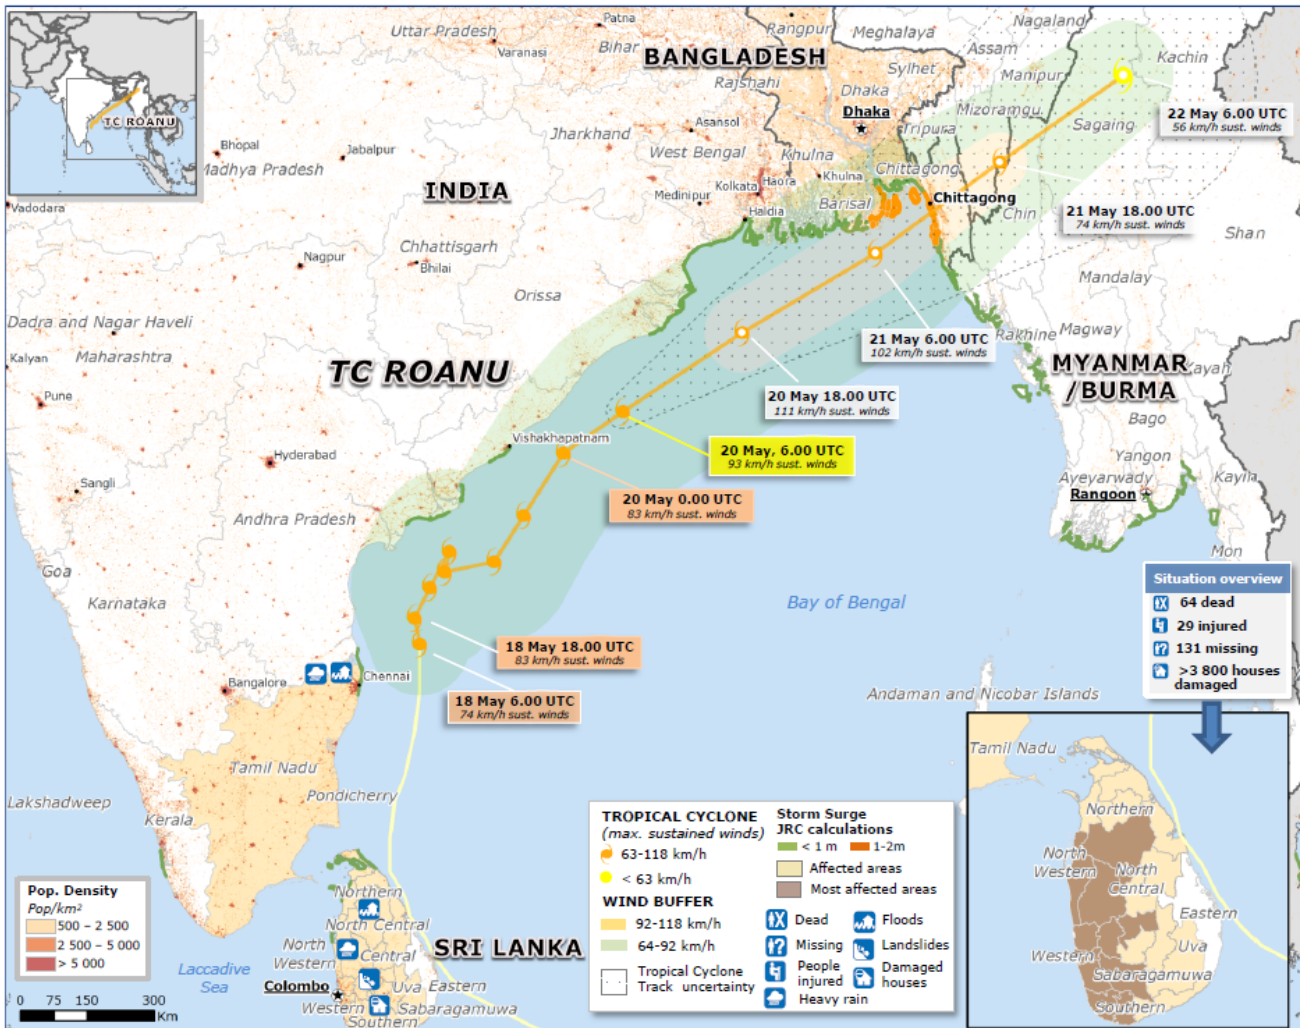 TC ROANU
Patna
Uttar Pradesh
Varanasi
Bihar
Rangpur
Meghalaya
Nagaland
Assam
Kachin
BANGLADESH
Rajshahi
Sylhet
Manipur
Dhaka
Dhaka
Mizoramgu.
Sagaing
22 May 6.00 UTC
56 km/h sust. winds
Bhopal
Jabalpur
Madhya Pradesh
Jharkhand
Asansol
West Bengal
Tripura
Khulna
Khulna
Chittagong
Vadodara
INDIA
Medinipur
Kolkata
Haora
Haldia
Barisal
Chittagong
Chin
21 May 18.00 UTC
74 km/h sust. winds
Shan
Nagpur
Chhattisgarh
Bhilai
Orissa
Mandalay
Dadra and Nagar Haveli
Kalyan
Maharashtra
Pune
TC ROANU
21 May 6.00 UTC
102 km/h sust. winds
Rakhine
Magway
MYANMAR
/BURMA
Kayah
Bago
20 May 18.00 UTC
111 km/h sust. winds
Vishakhapatnam
Hyderabad
Sangli
20 May, 6.00 UTC
93 km/h sust. winds
Yangon
Ayeyarwady
Rangoon
Kayin
Mon
20 May 0.00 UTC
83 km/h sust. winds
Andhra Pradesh
Goa
Karnataka
Bay of Bengal
Situation overview
64 dead
29 injured
131 missing
>3 800 houses
damaged
18 May 18.00 UTC
83 km/h sust. winds
18 May 6.00 UTC
74 km/h sust. winds
Bangalore
Chennai
Andaman and Nicobar Islands
Tamil Nadu
Pondicherry
Lakshadweep
Kerala
Northern
North Central
North
Western
Central
SRI LANKA
Uva
Eastern
Colombo
Western
Sabaragamuwa
Southern
Laccadive
Sea
Pop. Density
Pop/km²
500 – 2 500
2 500 – 5 000
> 5 000
0 75 150 300
Km
TROPICAL CYCLONE
(max. sustained winds)
63-118 km/h
< 63 km/h
WIND BUFFER
92-118 km/h
64-92 km/h
Tropical Cyclone
Track uncertainty
Storm Surge
JRC calculations
< 1 m
1-2m
Affected areas
Most affected areas
Dead
Floods
Missing
Landslides
People
injured
Damaged
houses
Heavy rain
Tamil Nadu
Northern
North
Western
North
Central
Eastern
Uva
Western
Sabaragamuwa
Southern